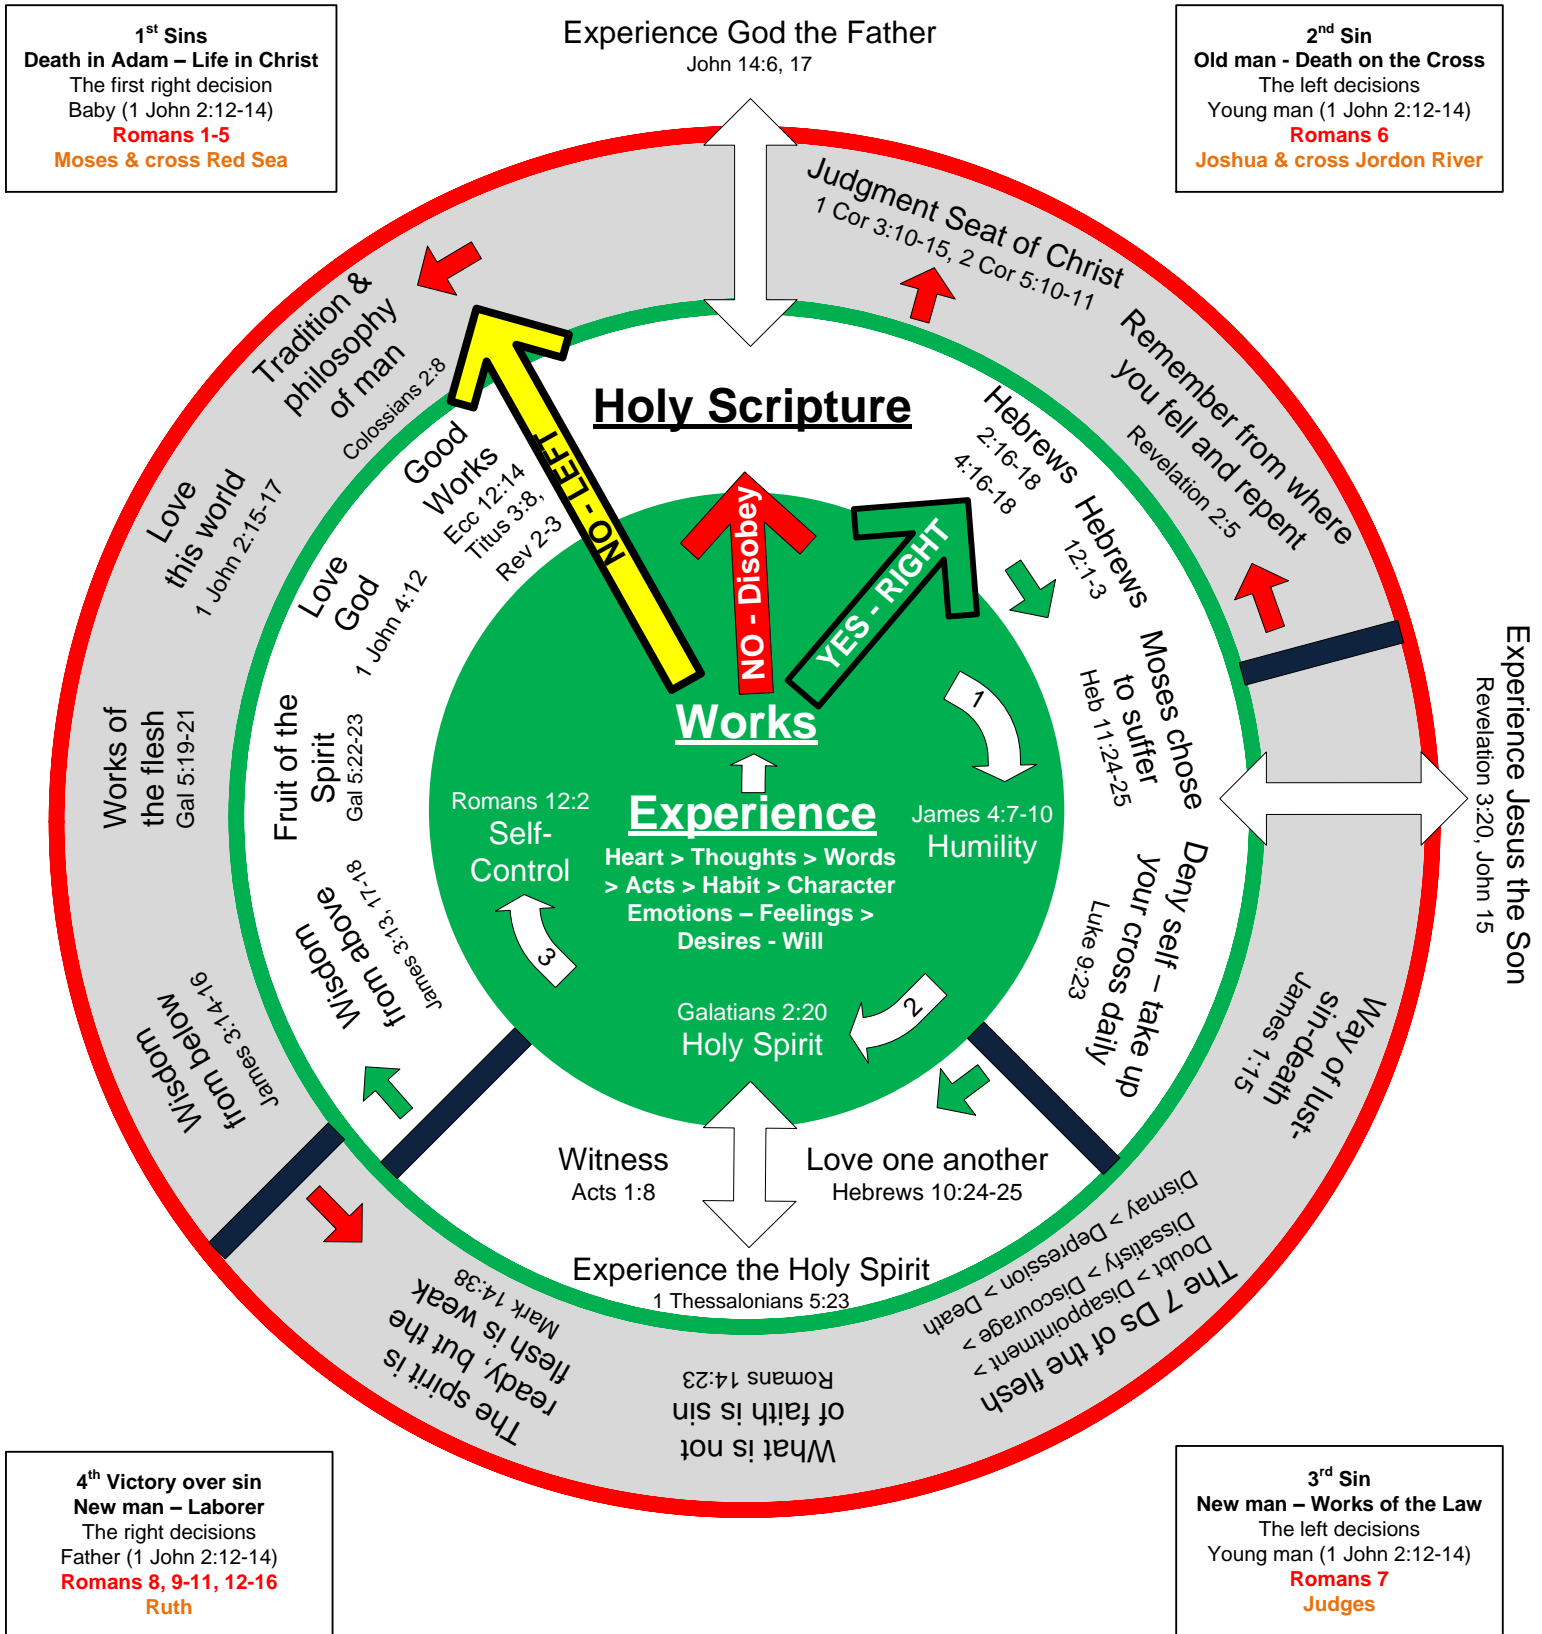 1st Sins
Death in Adam – Life in Christ
The first right decision
Baby (1 John 2:12-14)
Romans 1-5
Moses & cross Red Sea
Experience God the Father
John 14:6, 17
2nd Sin
Old man - Death on the Cross
The left decisions
Young man (1 John 2:12-14)
Romans 6
Joshua & cross Jordon River
Judgment Seat of Christ
1 Cor 3:10-15, 2 Cor 5:10-11
Remember from where
you fell and repent
Revelation 2:5
Experience Jesus the Son
Revelation 3:20, John 15
Way of lust-
sin-death
James 1:15
The 7 Ds of the flesh
Doubt > Disappointment >
Dissatisfy > Discourage >
Dismay > Depression > Death
What is not
of faith is sin
Romans 14:23
The spirit is
ready, but the
flesh is weak
Mark 14:38
Wisdom
from below
James 3:14-16
Works of
the flesh
Gal 5:19-21
Love
this world
1 John 2:15-17
Tradition &
philosophy
of man
Colossians 2:8
Holy Scripture
Hebrews
2:16-18
4:16-18
Hebrews
12:1-3
Hebrews
Moses chose
to suffer
Heb 11:24-25
Deny self – take up
your cross daily
Luke 9:23
Love one another
Hebrews 10:24-25
Witness
Acts 1:8
Experience the Holy Spirit
1 Thessalonians 5:23
Wisdom
from above
James 3:13, 17-18
Fruit of the
Spirit
Gal 5:22-23
Love
God
1 John 4:12
Good
Works
Ecc 12:14
Titus 3:8,
Rev 2-3
NO - LEFT
NO - Disobey
YES - RIGHT
Works
Experience
Heart > Thoughts > Words
> Acts > Habit > Character
Emotions – Feelings >
Desires - Will
1
James 4:7-10
Humility
2
Galatians 2:20
Holy Spirit
3
Romans 12:2
Self-
Control
4th Victory over sin
New man – Laborer
The right decisions
Father (1 John 2:12-14)
Romans 8, 9-11, 12-16
Ruth
3rd Sin
New man – Works of the Law
The left decisions
Young man (1 John 2:12-14)
Romans 7
Judges